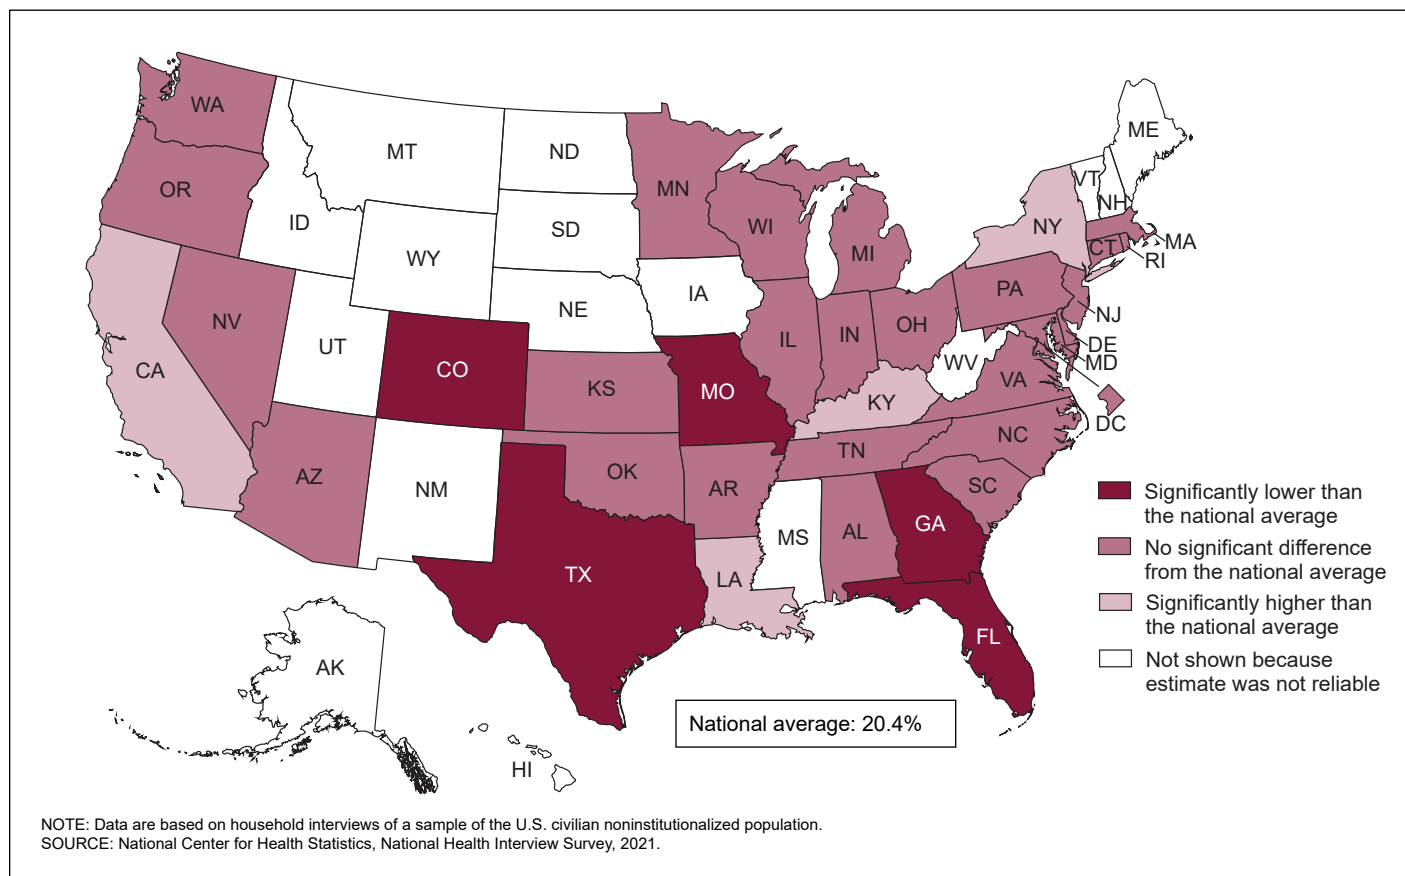 WA
MT
ND
MN
ME
VT
NH
OR
ID
SD
WI
MI
NY
MA
CT
RI
WY
IA
PA
NE
NV
UT
IL
IN
OH
NJ
DE
MD
CA
CO
KS
MO
WV
KY
VA
DC
NC
TN
AZ
NM
OK
AR
SC
MS
AL
GA
TX
LA
FL
AK
HI
Significantly lower than
the national average
No significant difference
from the national average
Significantly higher than
the national average
Not shown because
estimate was not reliable
National average: 20.4%
NOTE: Data are based on household interviews of a sample of the U.S. civilian noninstitutionalized population.
SOURCE: National Center for Health Statistics, National Health Interview Survey, 2021.